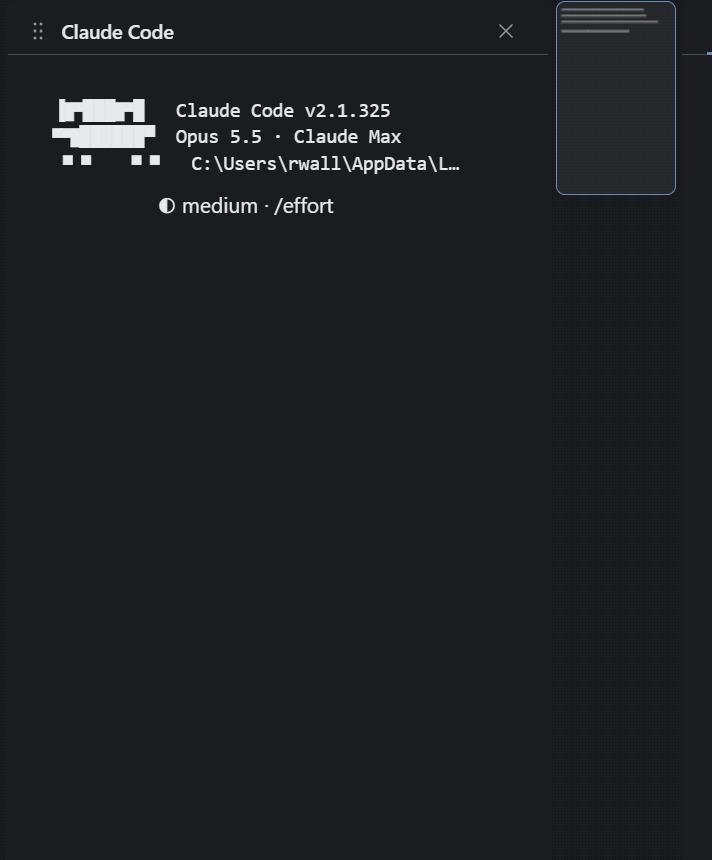 Claude Code
Claude Code v2.1.325
Opus 5.5 · Claude Max
C:\Users\rwall\AppData\L…
◐ medium · /effort